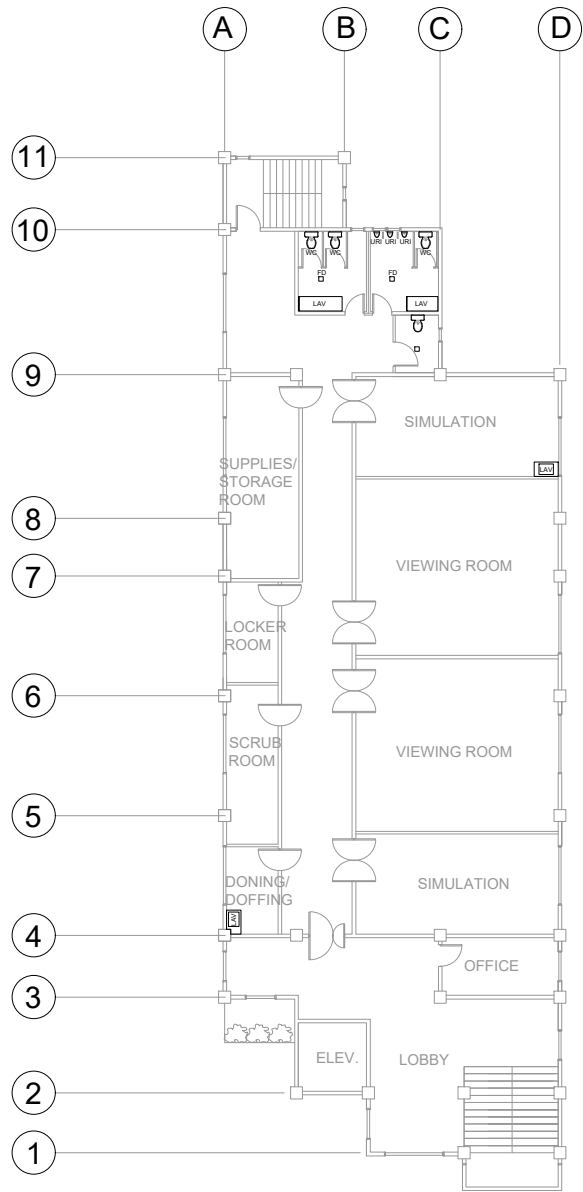 A
B
C
D
11
10
WC
WC
URI
URI
URI
WC
FD
FD
LAV
LAV
9
SIMULATION
SUPPLIES/
STORAGE
ROOM
LAV
8
VIEWING ROOM
7
LOCKER
ROOM
6
SCRUB
ROOM
VIEWING ROOM
5
DONING/
DOFFING
SIMULATION
LAV
4
OFFICE
3
ELEV.
LOBBY
2
1